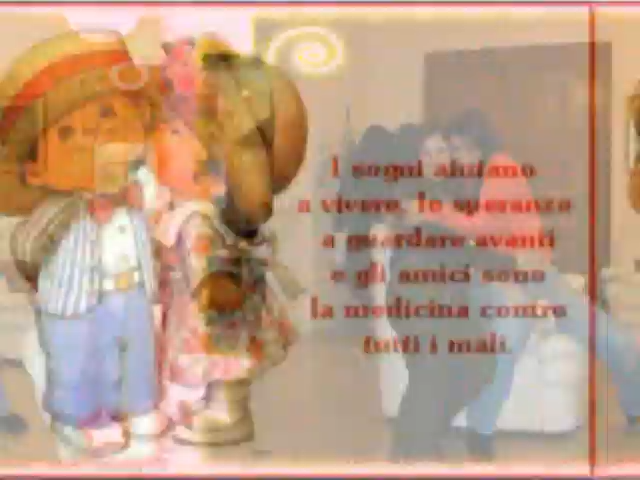 I sogni aiutano
a vivere, le speranze
a guardare avanti
e gli amici sono
la medicina contro
tutti i mali.